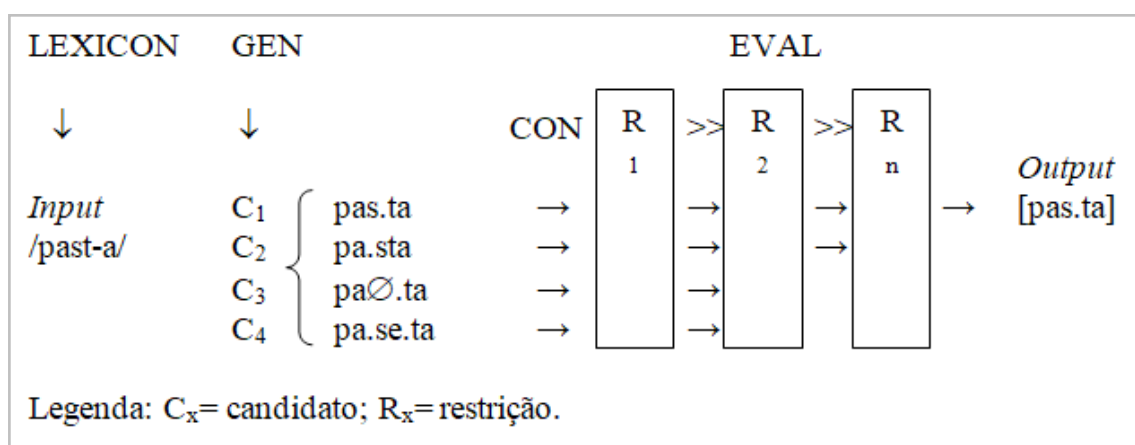 LEXICON GEN EVAL
↓ ↓ CON R >> R >> R
1 2 n Output
Input C₁ pas.ta → → → → [pas.ta]
/past-a/ C₂ pa.sta → → →
C₃ pa∅.ta → →
C₄ pa.se.ta → →
Legenda: Cₓ= candidato; Rₓ= restrição.